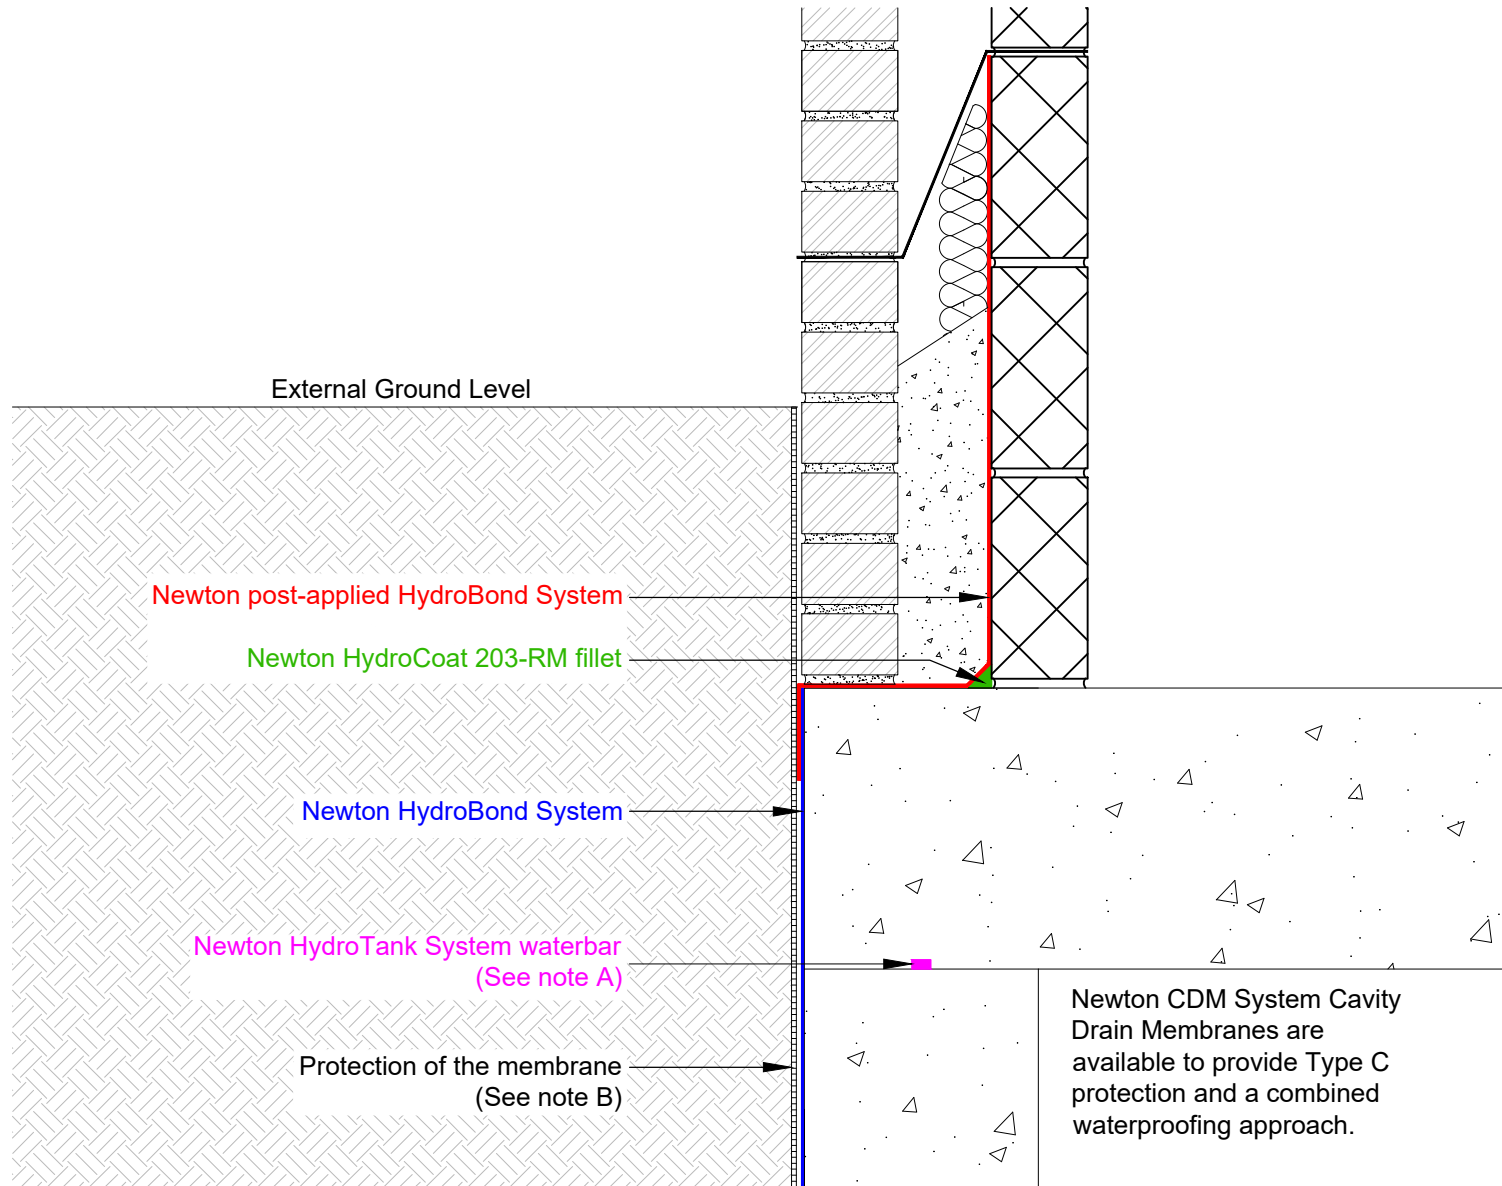 External Ground Level
Newton post-applied HydroBond System
Newton HydroCoat 203-RM fillet
Newton HydroBond System
Newton HydroTank System waterbar
(See note A)
Protection of the membrane
(See note B)
Newton CDM System Cavity
Drain Membranes are
available to provide Type C
protection and a combined
waterproofing approach.